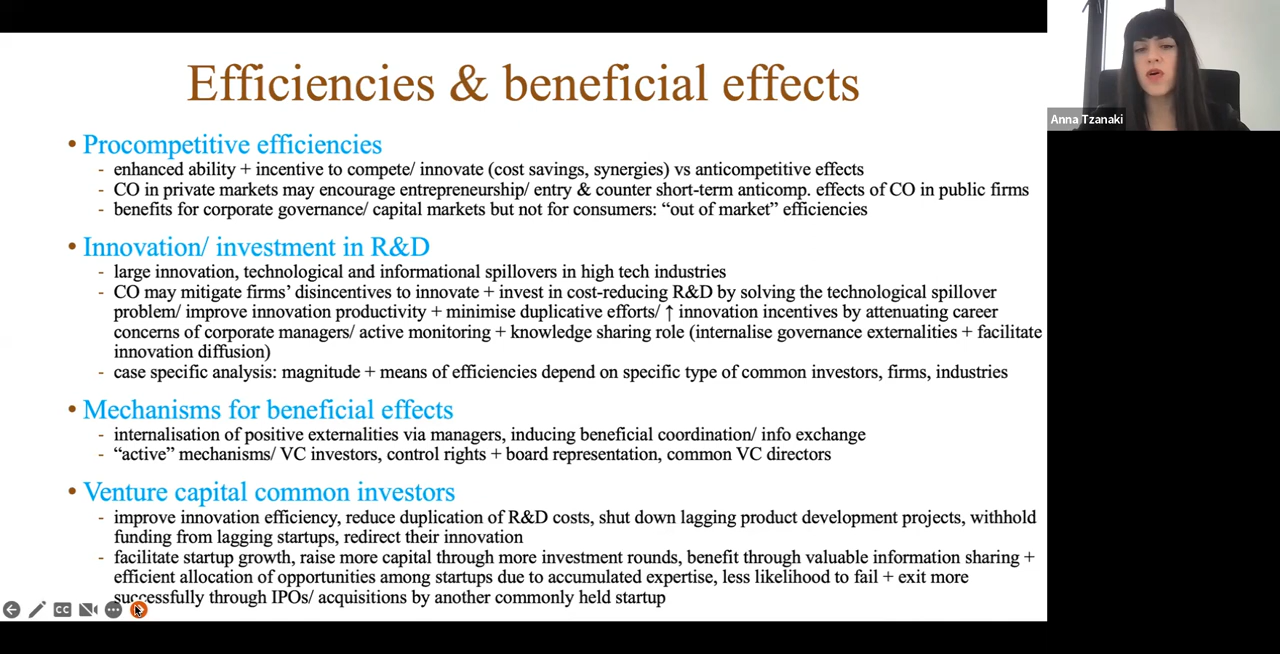 Efficiencies & beneficial effects
Anna Tzanaki
• Procompetitive efficiencies
- enhanced ability + incentive to compete/ innovate (cost savings, synergies) vs anticompetitive effects
- CO in private markets may encourage entrepreneurship/ entry & counter short-term anticomp. effects of CO in public firms
- benefits for corporate governance/ capital markets but not for consumers: “out of market” efficiencies
• Innovation/ investment in R&D
- large innovation, technological and informational spillovers in high tech industries
- CO may mitigate firms’ disincentives to innovate + invest in cost-reducing R&D by solving the technological spillover
problem/ improve innovation productivity + minimise duplicative efforts/ ↑ innovation incentives by attenuating career
concerns of corporate managers/ active monitoring + knowledge sharing role (internalise governance externalities + facilitate
innovation diffusion)
- case specific analysis: magnitude + means of efficiencies depend on specific type of common investors, firms, industries
• Mechanisms for beneficial effects
- internalisation of positive externalities via managers, inducing beneficial coordination/ info exchange
- “active” mechanisms/ VC investors, control rights + board representation, common VC directors
• Venture capital common investors
- improve innovation efficiency, reduce duplication of R&D costs, shut down lagging product development projects, withhold
funding from lagging startups, redirect their innovation
- facilitate startup growth, raise more capital through more investment rounds, benefit through valuable information sharing +
efficient allocation of opportunities among startups due to accumulated expertise, less likelihood to fail + exit more
successfully through IPOs/ acquisitions by another commonly held startup
CC